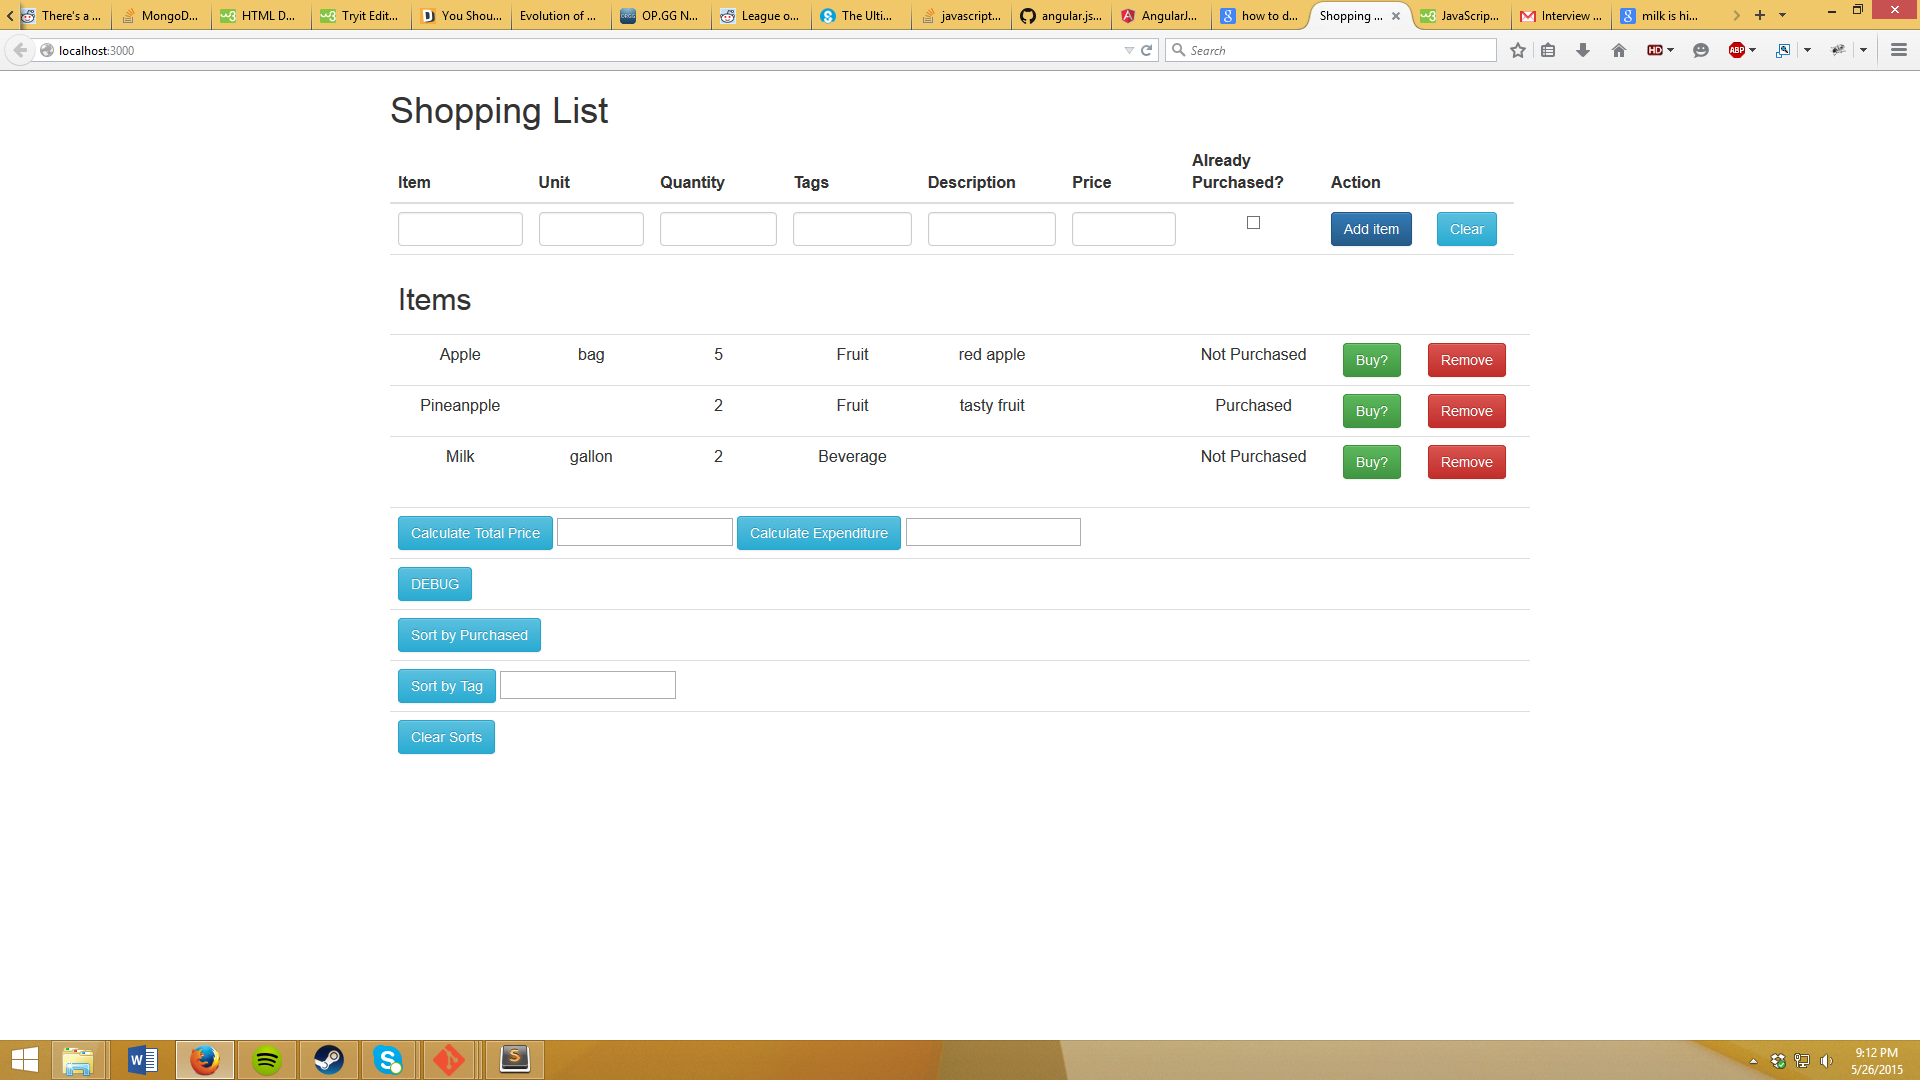 There's a ... MongoD... HTML D... Tryit Edit... You Shou... Evolution of ... OP.GG N... League o... The Ulti... javascript... angular.js... AngularJ... how to d... Shopping ... JavaScrip... Interview ... milk is hi...
localhost:3000 Search HD ABP
Shopping List
Item Unit Quantity Tags Description Price Already Purchased? Action
Add item Clear
Items
Apple bag 5 Fruit red apple Not Purchased Buy? Remove
Pineanpple 2 Fruit tasty fruit Purchased Buy? Remove
Milk gallon 2 Beverage Not Purchased Buy? Remove
Calculate Total Price Calculate Expenditure
DEBUG
Sort by Purchased
Sort by Tag
Clear Sorts
9:12 PM
5/26/2015